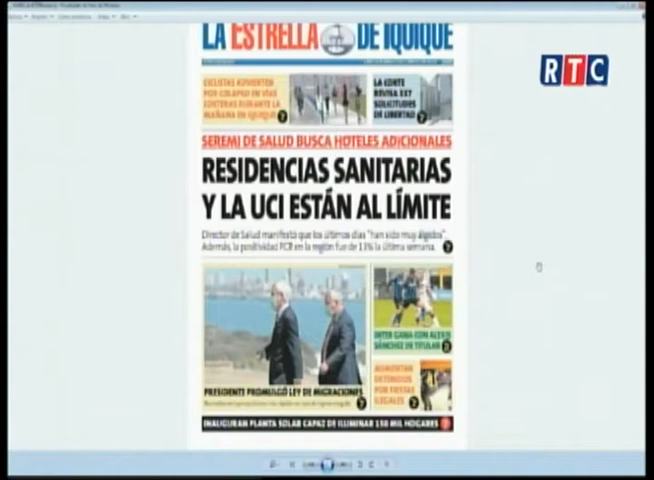 LA ESTRELLA DE IQUIQUE
RTC
CICLISTAS ADVIERTEN
POR COLAPSO EN VÍAS
COSTERAS DURANTE LA
MAÑANA EN IQUIQUE
LA CORTE
REVISA 557
SOLICITUDES
DE LIBERTAD
SEREMI DE SALUD BUSCA HOTELES ADICIONALES
RESIDENCIAS SANITARIAS
Y LA UCI ESTÁN AL LÍMITE
Director de Salud manifestó que los últimos días "han sido muy álgidos".
Además, la positividad PCR en la región fue de 13% la última semana.
INTER GANA CON ALEXIS
SÁNCHEZ DE TITULAR
AUMENTAN
DETENIDOS
POR FIESTAS
ILEGALES
PRESIDENTE PROMULGÓ LEY DE MIGRACIONES
INAUGURAN PLANTA SOLAR CAPAZ DE ILUMINAR 150 MIL HOGARES